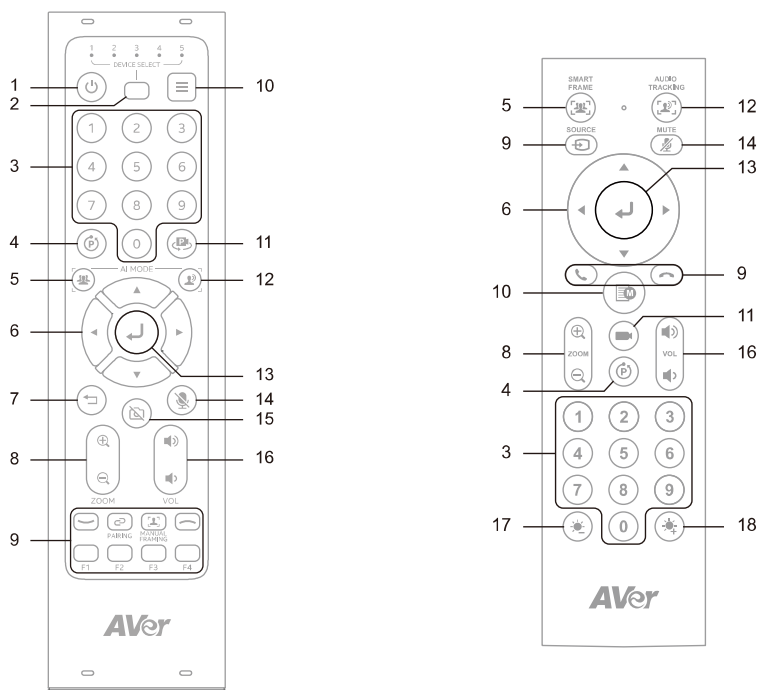 1 2 3 4 5
DEVICE SELECT
1
2
10
1 2 3
3
4 5 6
7 8 9
4
P
0
P
11
AI MODE
5
12
6
13
7
14
15
8
16
ZOOM
VOL
9
PAIRING
MANUAL FRAMING
F1 F2 F3 F4
AVer
SMART
FRAME
AUDIO
TRACKING
5
12
SOURCE
MUTE
9
14
13
6
9
10
M
11
8
ZOOM
VOL
16
4
P
1 2 3
3
4 5 6
7 8 9
17
0
18
AVer